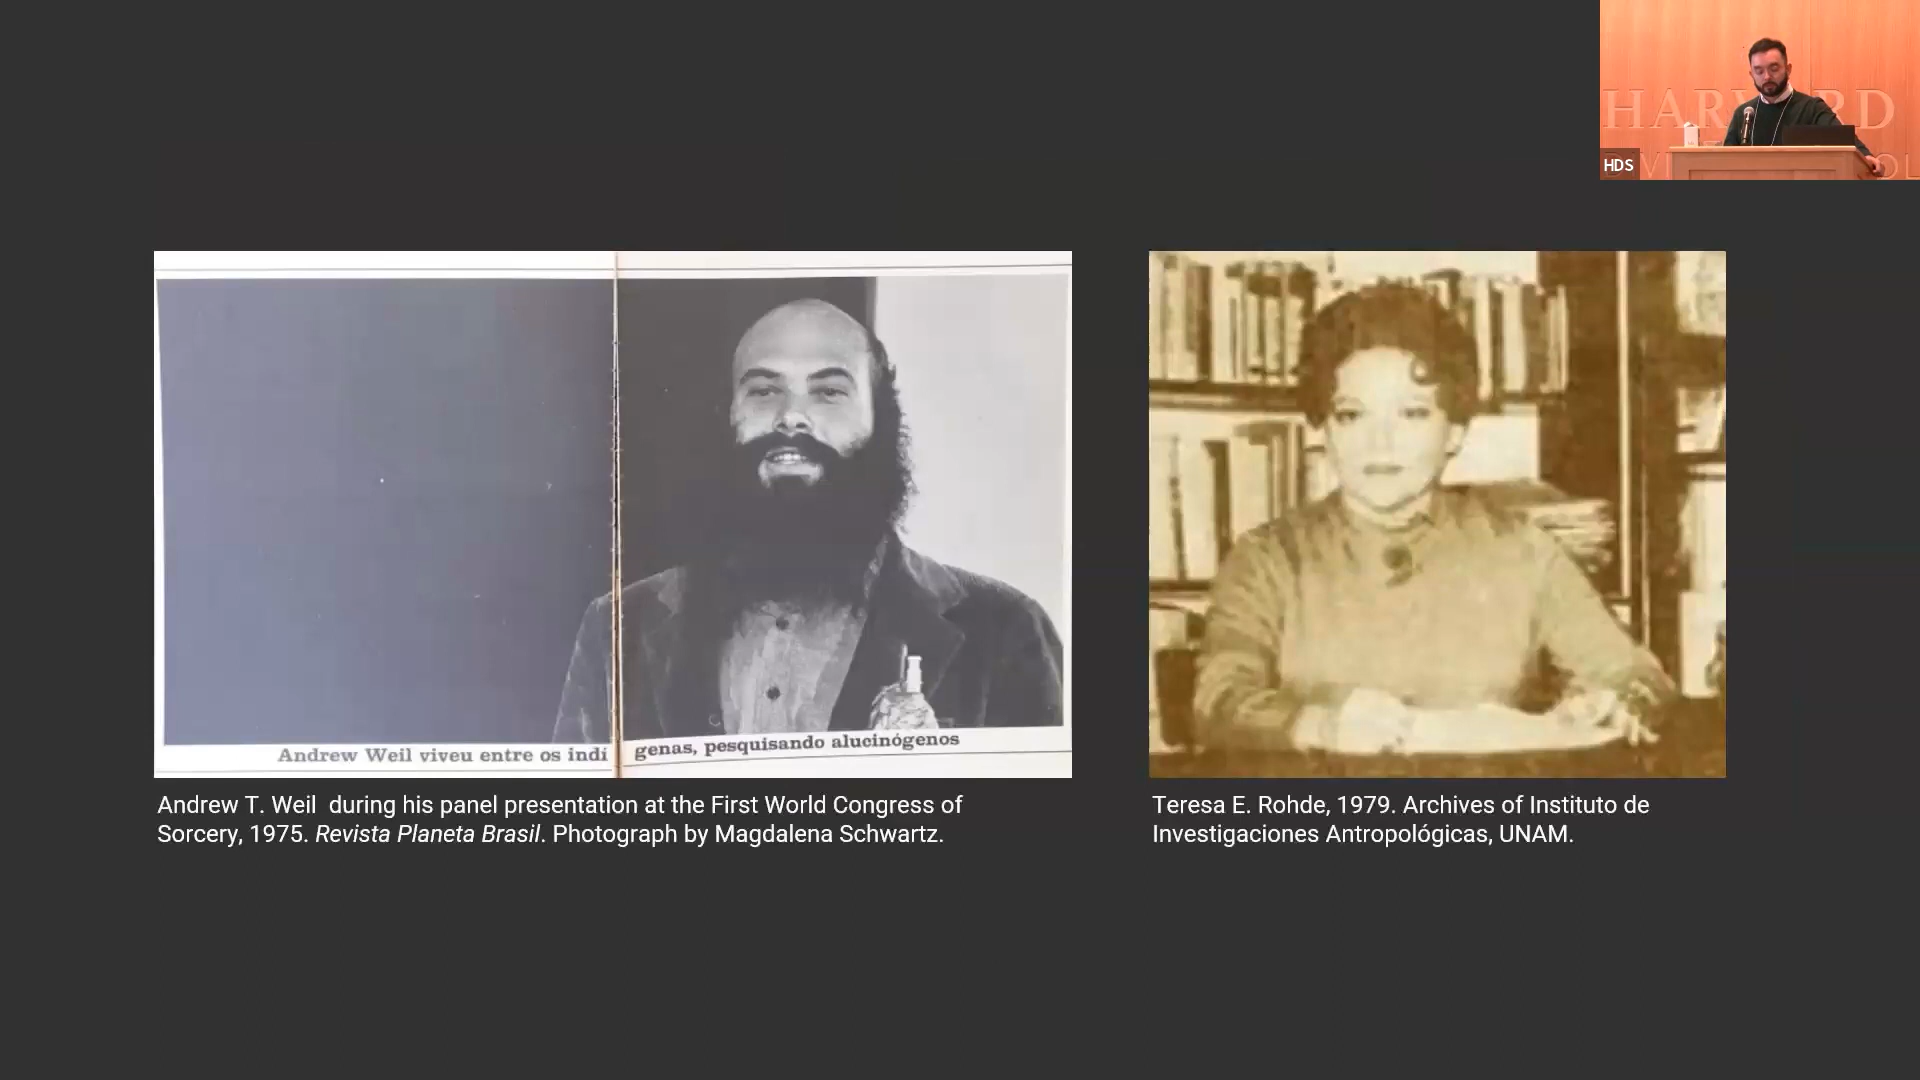 HARVARD
HDS
Andrew Weil viveu entre os indí genas, pesquisando alucinógenos
Andrew T. Weil during his panel presentation at the First World Congress of
Sorcery, 1975. Revista Planeta Brasil. Photograph by Magdalena Schwartz.
Teresa E. Rohde, 1979. Archives of Instituto de
Investigaciones Antropológicas, UNAM.